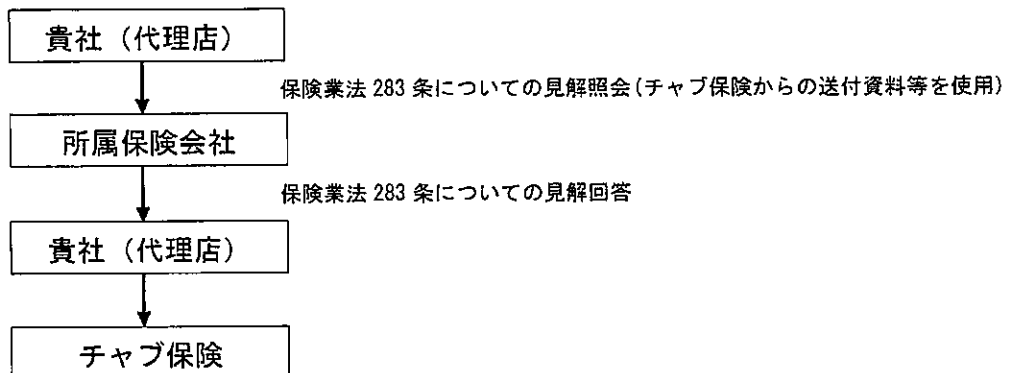 貴社（代理店）
保険業法 283 条についての見解照会（チャブ保険からの送付資料等を使用）
所属保険会社
保険業法 283 条についての見解回答
貴社（代理店）
チャブ保険